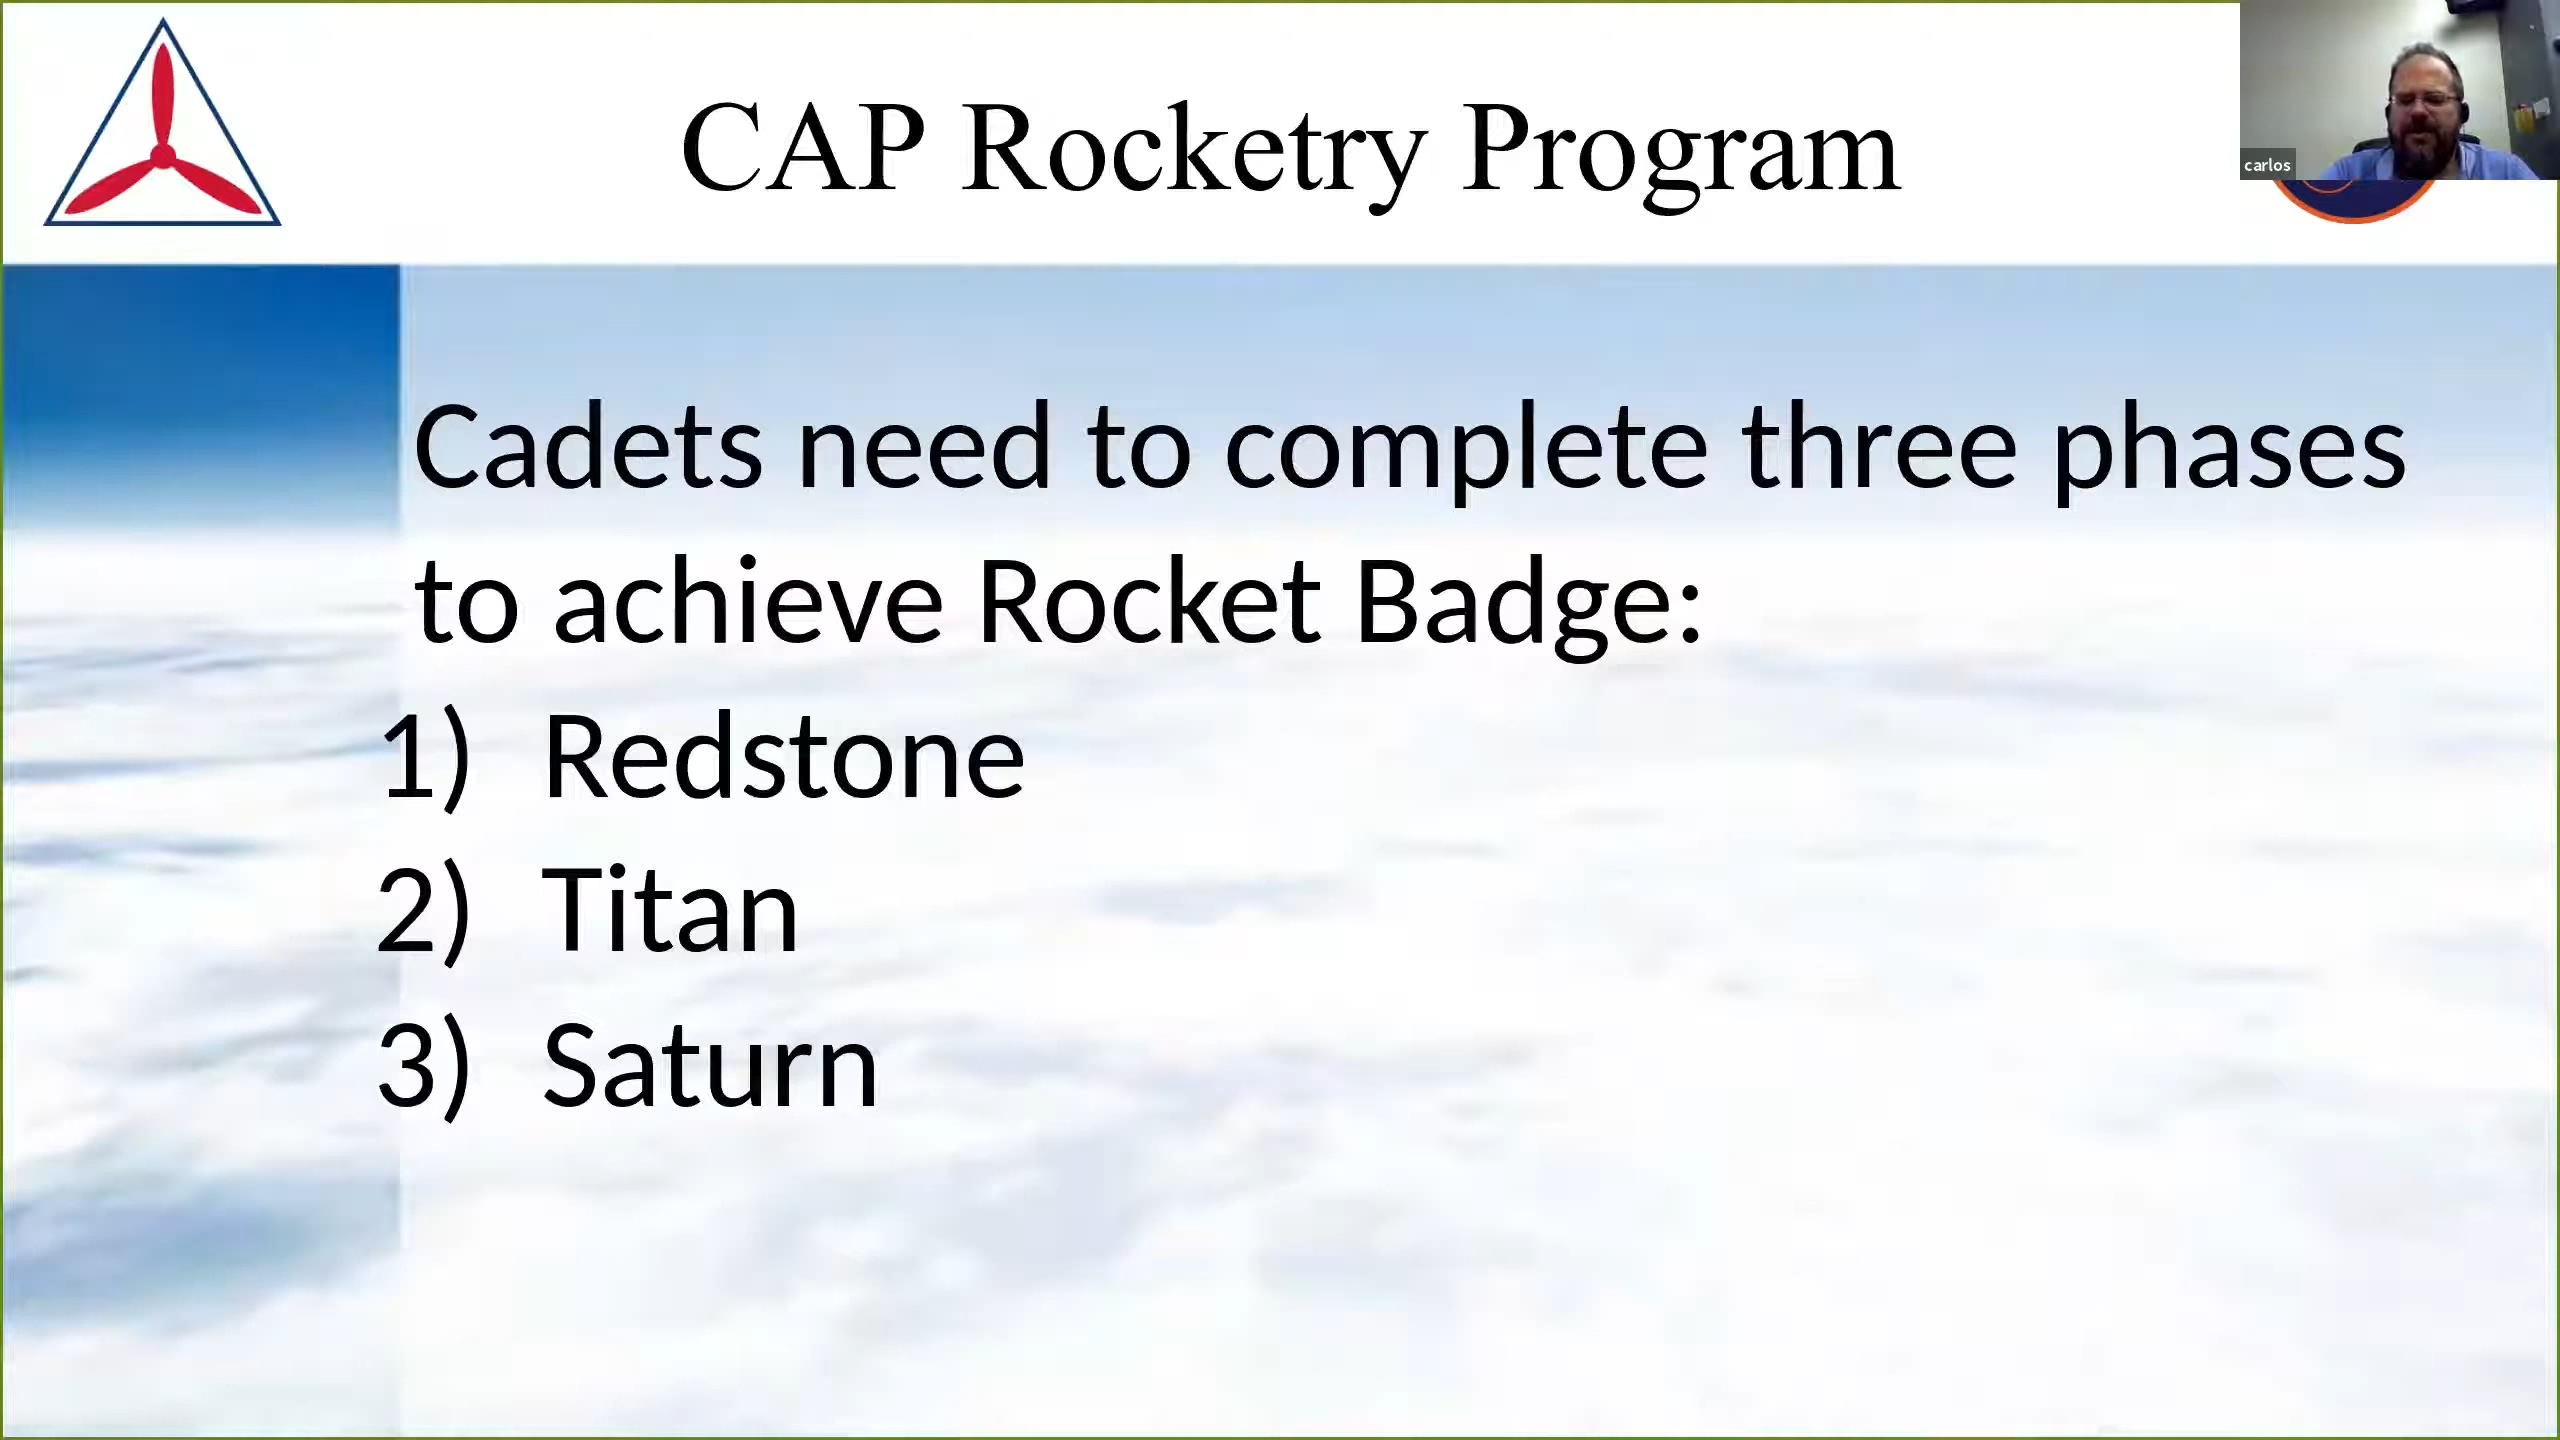 CAP Rocketry Program
carlos
Cadets need to complete three phases
to achieve Rocket Badge:
1) Redstone
2) Titan
3) Saturn